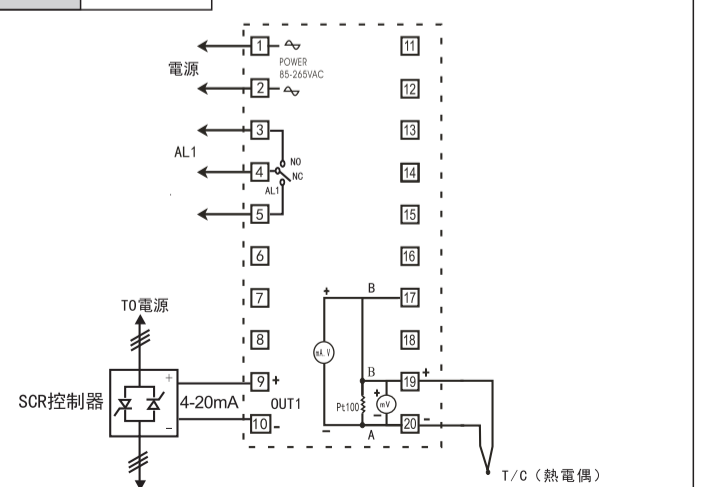 1
11
POWER
85-265VAC
電源
2
12
3
13
AL1
4
NO
NC
AL1
14
5
15
6
16
7
+
B
17
TO電源
8
18
mA.V
SCR控制器
+
-
4-20mA
9 +
OUT1
10 -
B
19 +
Pt100
+
mV
-
20 -
-
A
T/C（熱電偶）